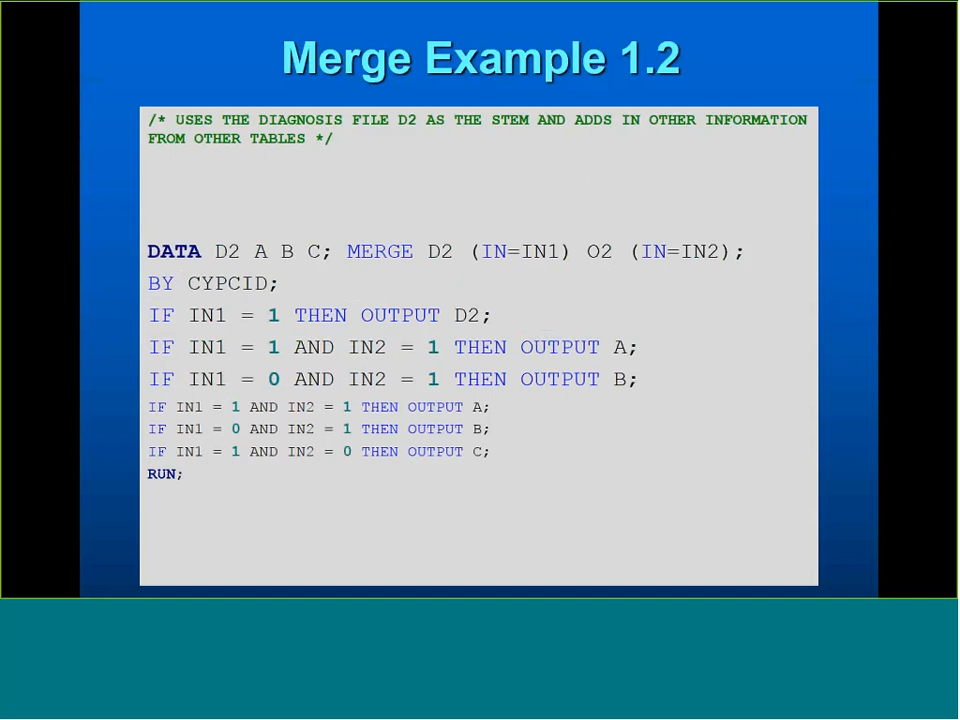 Merge Example 1.2
/* USES THE DIAGNOSIS FILE D2 AS THE STEM AND ADDS IN OTHER INFORMATION
FROM OTHER TABLES */
DATA D2 A B C; MERGE D2 (IN=IN1) O2 (IN=IN2);
BY CYPCID;
IF IN1 = 1 THEN OUTPUT D2;
IF IN1 = 1 AND IN2 = 1 THEN OUTPUT A;
IF IN1 = 0 AND IN2 = 1 THEN OUTPUT B;
IF IN1 = 1 AND IN2 = 1 THEN OUTPUT A;
IF IN1 = 0 AND IN2 = 1 THEN OUTPUT B;
IF IN1 = 1 AND IN2 = 0 THEN OUTPUT C;
RUN;